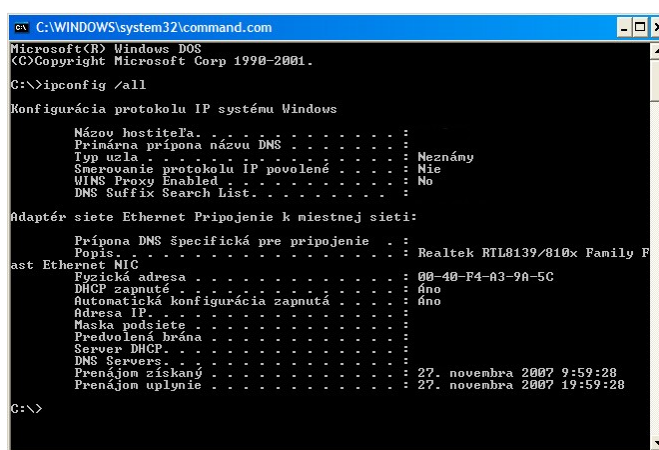 C:\WINDOWS\system32\command.com
Microsoft(R) Windows DOS
(C)Copyright Microsoft Corp 1990-2001.
C:\>ipconfig /all
Konfigurácia protokolu IP systému Windows
Názov hostiteľa. . . . . . . . . . . . . . :
Primárna prípona názvu DNS . . . . . . . :
Typ uzla . . . . . . . . . . . . . . . . : Neznámy
Smerovanie protokolu IP povolené . . . . : Nie
WINS Proxy Enabled . . . . . . . . . . . : No
DNS Suffix Search List. . . . . . . . . :
Adaptér siete Ethernet Pripojenie k miestnej sieti:
Prípona DNS špecifická pre pripojenie . :
Popis. . . . . . . . . . . . . . . . . . : Realtek RTL8139/810x Family F
ast Ethernet NIC
Fyzická adresa . . . . . . . . . . . . . : 00-40-F4-A3-9A-5C
DHCP zapnuté . . . . . . . . . . . . . . : Áno
Automatická konfigurácia zapnutá . . . . : Áno
Adresa IP. . . . . . . . . . . . . . . . :
Maska podsiete . . . . . . . . . . . . . :
Predvolená brána . . . . . . . . . . . . :
Server DHCP. . . . . . . . . . . . . . . :
DNS Servers. . . . . . . . . . . . . . . :
Prenájom získaný . . . . . . . . . . . . : 27. novembra 2007 9:59:28
Prenájom uplynie . . . . . . . . . . . . : 27. novembra 2007 19:59:28
C:\>